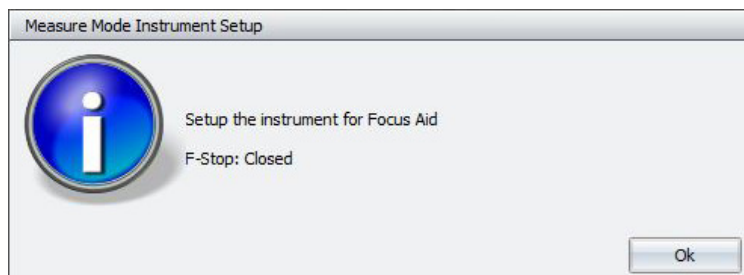 Measure Mode Instrument Setup
Setup the instrument for Focus Aid
F-Stop: Closed
Ok